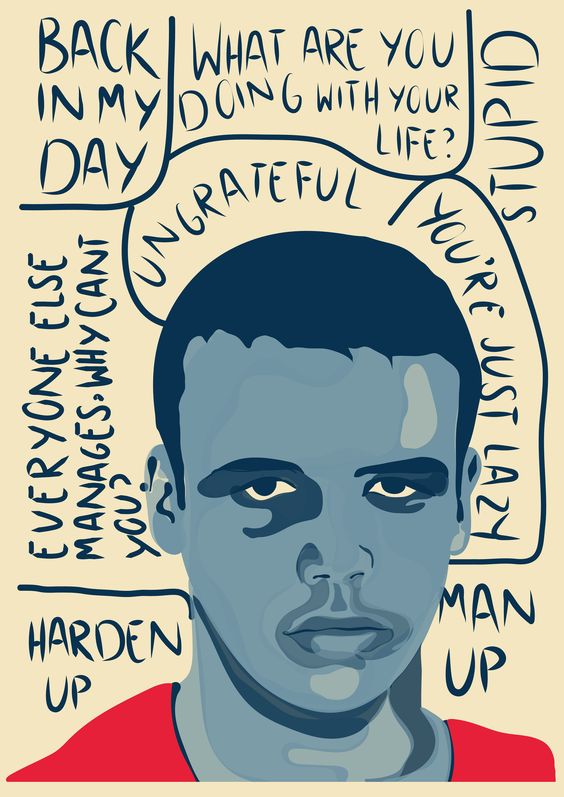 BACK
IN MY
DAY
WHAT ARE YOU
DOING WITH YOUR
LIFE?
STUPID
UNGRATEFUL
YOU'RE JUST LAZY
EVERYONE ELSE
MANAGES, WHY CANT
YOU?
HARDEN
UP
MAN
UP